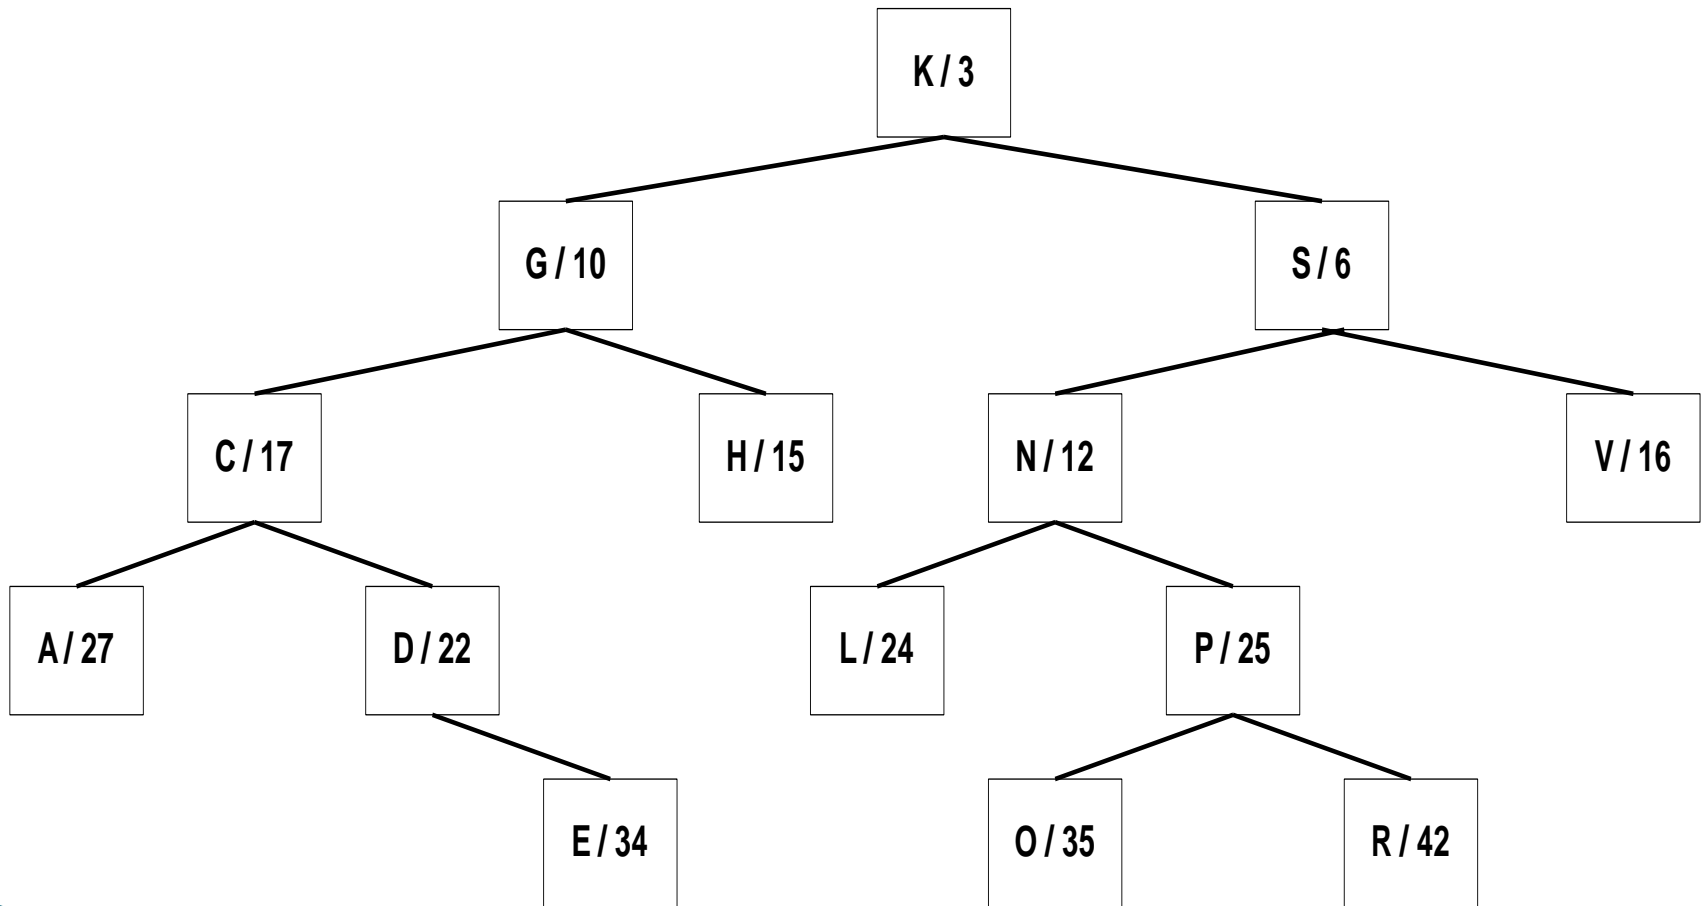 K / 3
G / 10
S / 6
C / 17
H / 15
N / 12
V / 16
A / 27
D / 22
L / 24
P / 25
E / 34
O / 35
R / 42